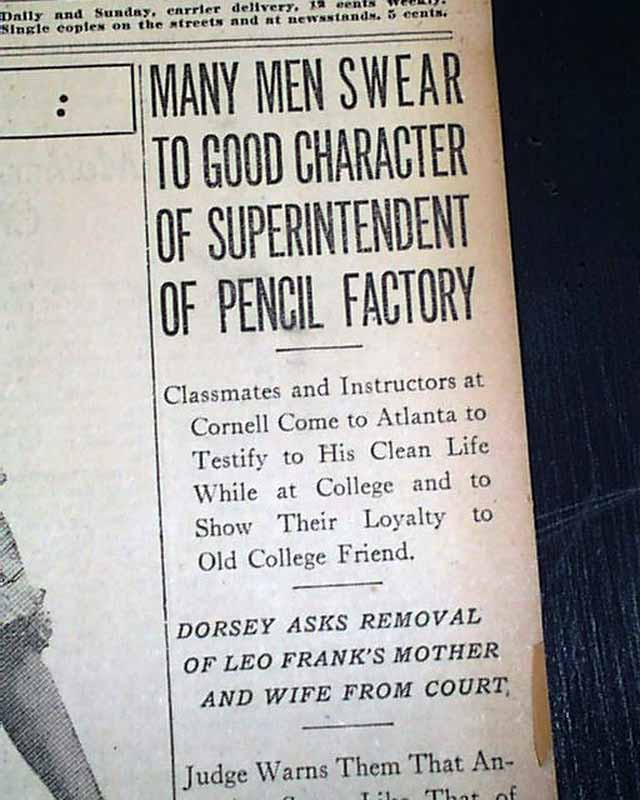 Daily and Sunday, carrier delivery, 12 cents weekly.
Single copies on the streets and at newsstands, 5 cents.
:
MANY MEN SWEAR
TO GOOD CHARACTER
OF SUPERINTENDENT
OF PENCIL FACTORY
Classmates and Instructors at
Cornell Come to Atlanta to
Testify to His Clean Life
While at College and to
Show Their Loyalty to
Old College Friend.
DORSEY ASKS REMOVAL
OF LEO FRANK'S MOTHER
AND WIFE FROM COURT,
Judge Warns Them That An-
Like That of